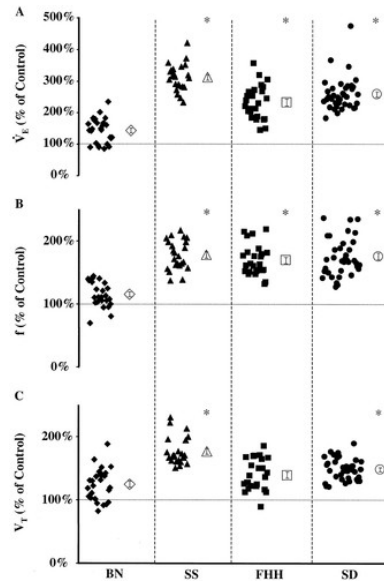 A
500%
*
*
*
400%
300%
V̇E (% of Control)
200%
100%
0%
B
*
*
*
200%
f (% of Control)
100%
0%
C
*
*
200%
VT (% of Control)
100%
0%
BN SS FHH SD